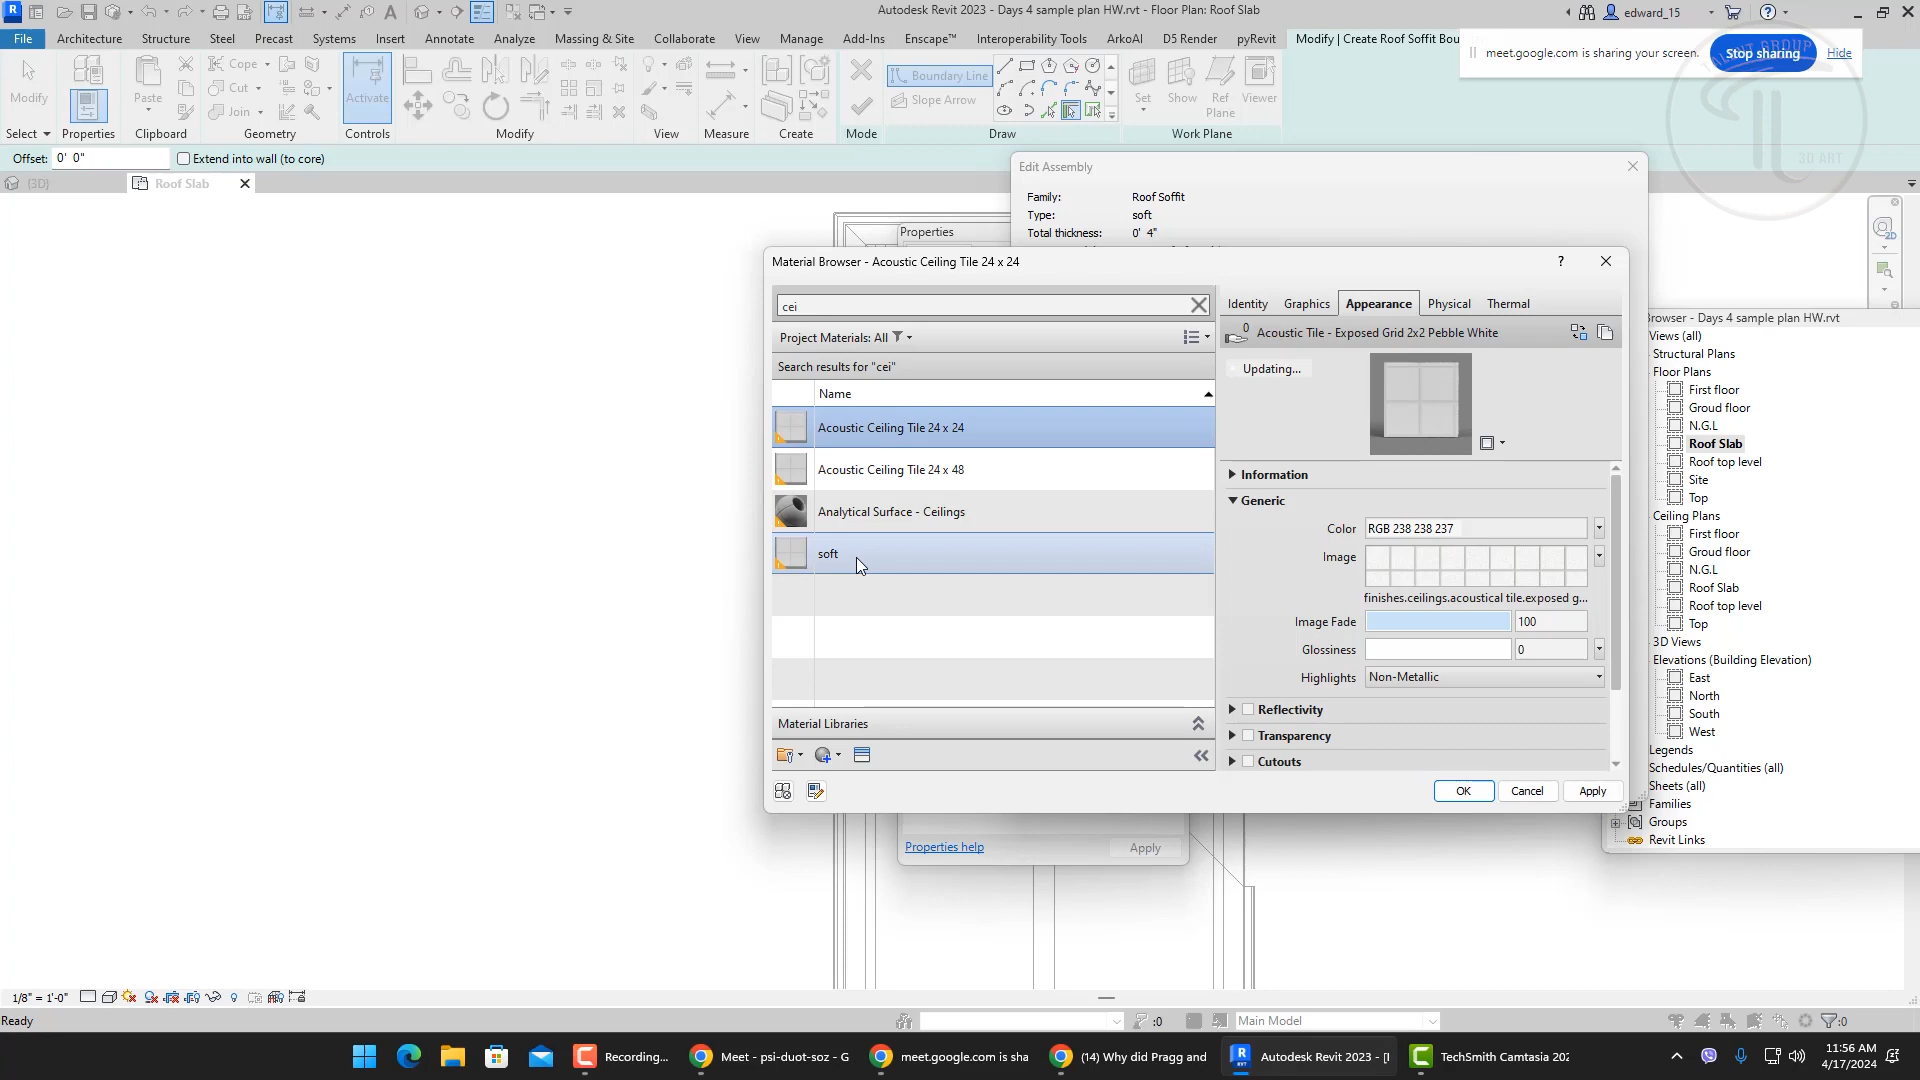 Autodesk Revit 2023 - Days 4 sample plan HW.rvt - Floor Plan: Roof Slab
edward_15
File Architecture Structure Steel Precast Systems Insert Annotate Analyze Massing & Site Collaborate View Manage Add-Ins Enscape™ Interoperability Tools ArkoAI D5 Render pyRevit Modify | Create Roof Soffit Bou
meet.google.com is sharing your screen. Stop sharing Hide
Modify Paste Cope Cut Join Activate Boundary Line Slope Arrow Set Show Ref Plane Viewer
Select Properties Clipboard Geometry Controls Modify View Measure Create Mode Draw Work Plane
3D ART
Offset: 0' 0" Extend into wall (to core)
(3D) Roof Slab
Edit Assembly
Family: Roof Soffit
Type: soft
Total thickness: 0' 4"
Properties
Material Browser - Acoustic Ceiling Tile 24 x 24
?
cei
Project Materials: All
Search results for "cei"
Name
Acoustic Ceiling Tile 24 x 24
Acoustic Ceiling Tile 24 x 48
Analytical Surface - Ceilings
soft
Material Libraries
Identity Graphics Appearance Physical Thermal
0 Acoustic Tile - Exposed Grid 2x2 Pebble White
Updating...
Information
Generic
Color RGB 238 238 237
Image
finishes.ceilings.acoustical tile.exposed g...
Image Fade 100
Glossiness 0
Highlights Non-Metallic
Reflectivity
Transparency
Cutouts
OK Cancel Apply
Properties help Apply
Browser - Days 4 sample plan HW.rvt
Views (all)
Structural Plans
Floor Plans
First floor
Groud floor
N.G.L
Roof Slab
Roof top level
Site
Top
Ceiling Plans
First floor
Groud floor
N.G.L
Roof Slab
Roof top level
Top
3D Views
Elevations (Building Elevation)
East
North
South
West
Legends
Schedules/Quantities (all)
Sheets (all)
Families
Groups
Revit Links
1/8" = 1'-0"
Ready :0 Main Model :0
Recording... Meet - psi-duot-soz - G meet.google.com is sha (14) Why did Pragg and Autodesk Revit 2023 - [ TechSmith Camtasia 202
11:56 AM
4/17/2024